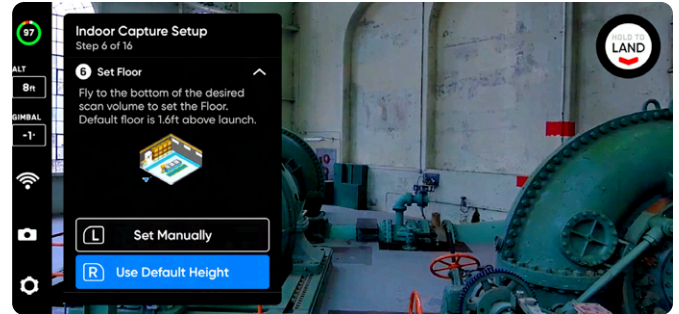 97
ALT
8ft
GIMBAL
-1°
Indoor Capture Setup
Step 6 of 16
6 Set Floor
Fly to the bottom of the desired
scan volume to set the Floor.
Default floor is 1.6ft above launch.
L Set Manually
R Use Default Height
HOLD TO
LAND